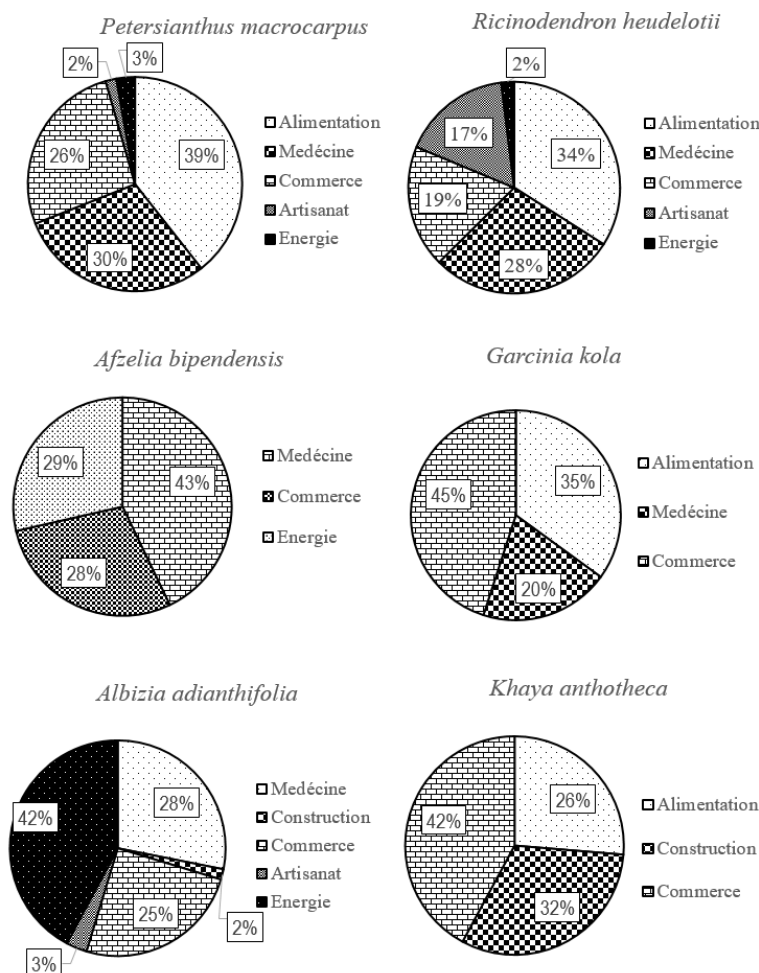 Petersianthus macrocarpus
2%
3%
26%
39%
30%
Alimentation
Medécine
Commerce
Artisanat
Energie
Ricinodendron heudelotii
2%
17%
34%
19%
28%
Alimentation
Medécine
Commerce
Artisanat
Energie
Afzelia bipendensis
29%
43%
28%
Medécine
Commerce
Energie
Garcinia kola
45%
35%
20%
Alimentation
Medécine
Commerce
Albizia adianthifolia
42%
28%
25%
2%
3%
Medécine
Construction
Commerce
Artisanat
Energie
Khaya anthotheca
42%
26%
32%
Alimentation
Construction
Commerce